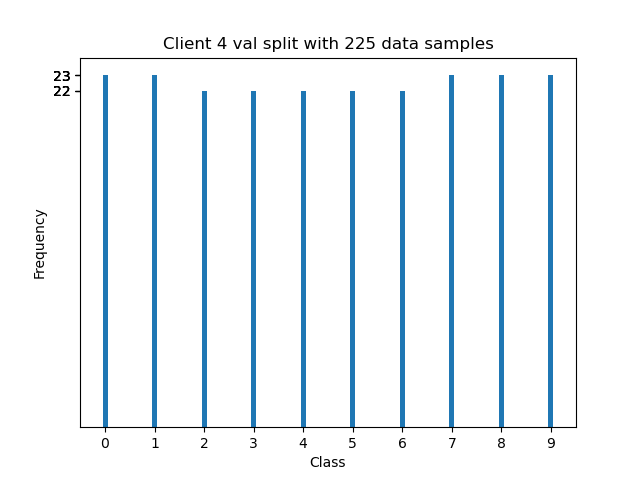 Client 4 val split with 225 data samples
23
22
Frequency
0 1 2 3 4 5 6 7 8 9
Class